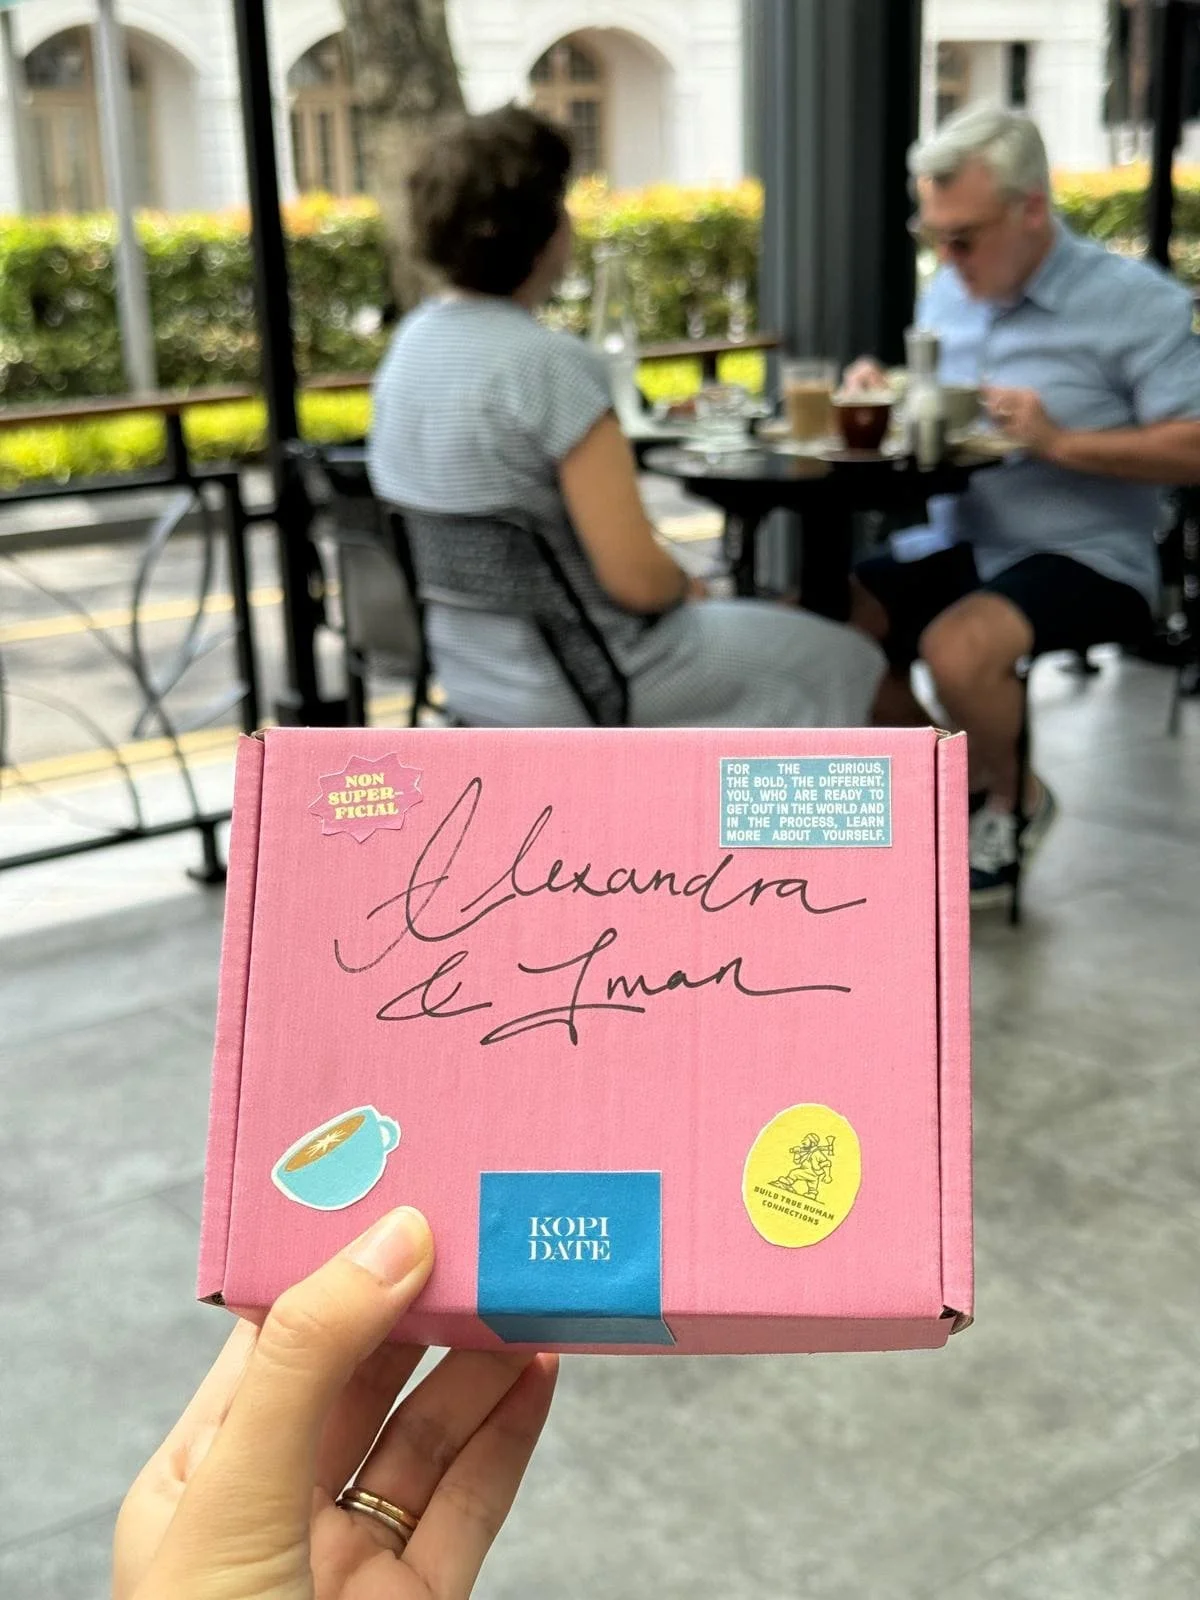 NON
SUPER-
FICIAL
FOR THE CURIOUS,
THE BOLD, THE DIFFERENT.
YOU, WHO ARE READY TO
GET OUT IN THE WORLD AND
IN THE PROCESS, LEARN
MORE ABOUT YOURSELF.
Alexandra
& Iman
KOPI
DATE
BUILD TRUE HUMAN
CONNECTIONS